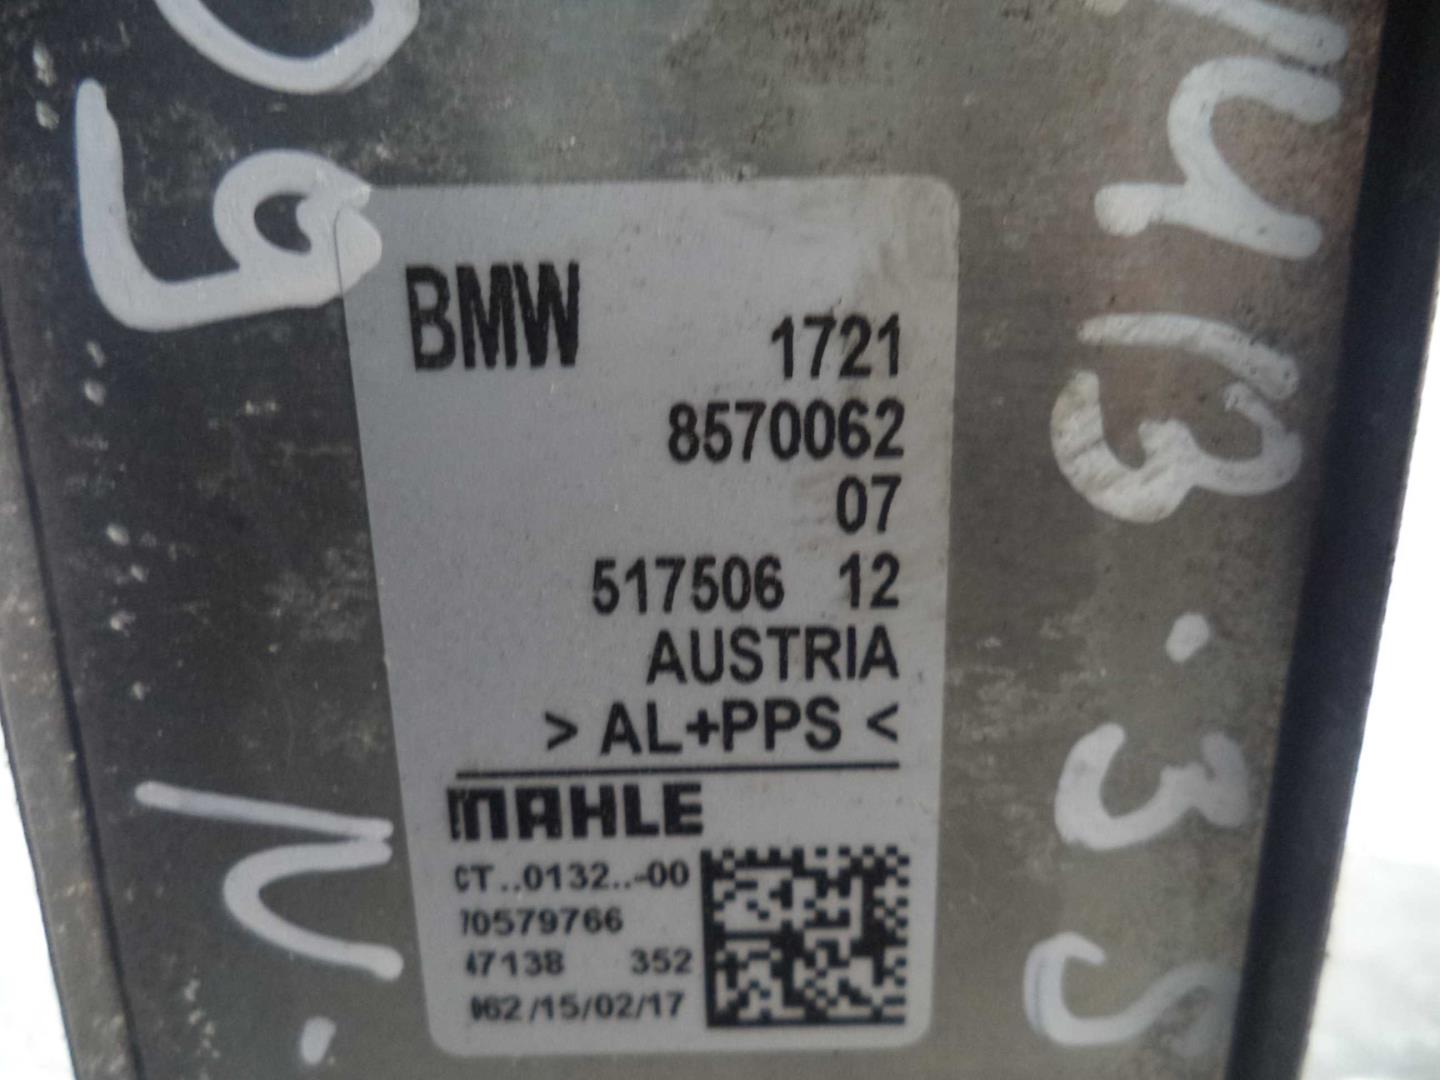 BMW
1721
8570062
07
517506 12
AUSTRIA
> AL+PPS <
MAHLE
CT..0132..-00
70579766
47138 352
062/15/02/17